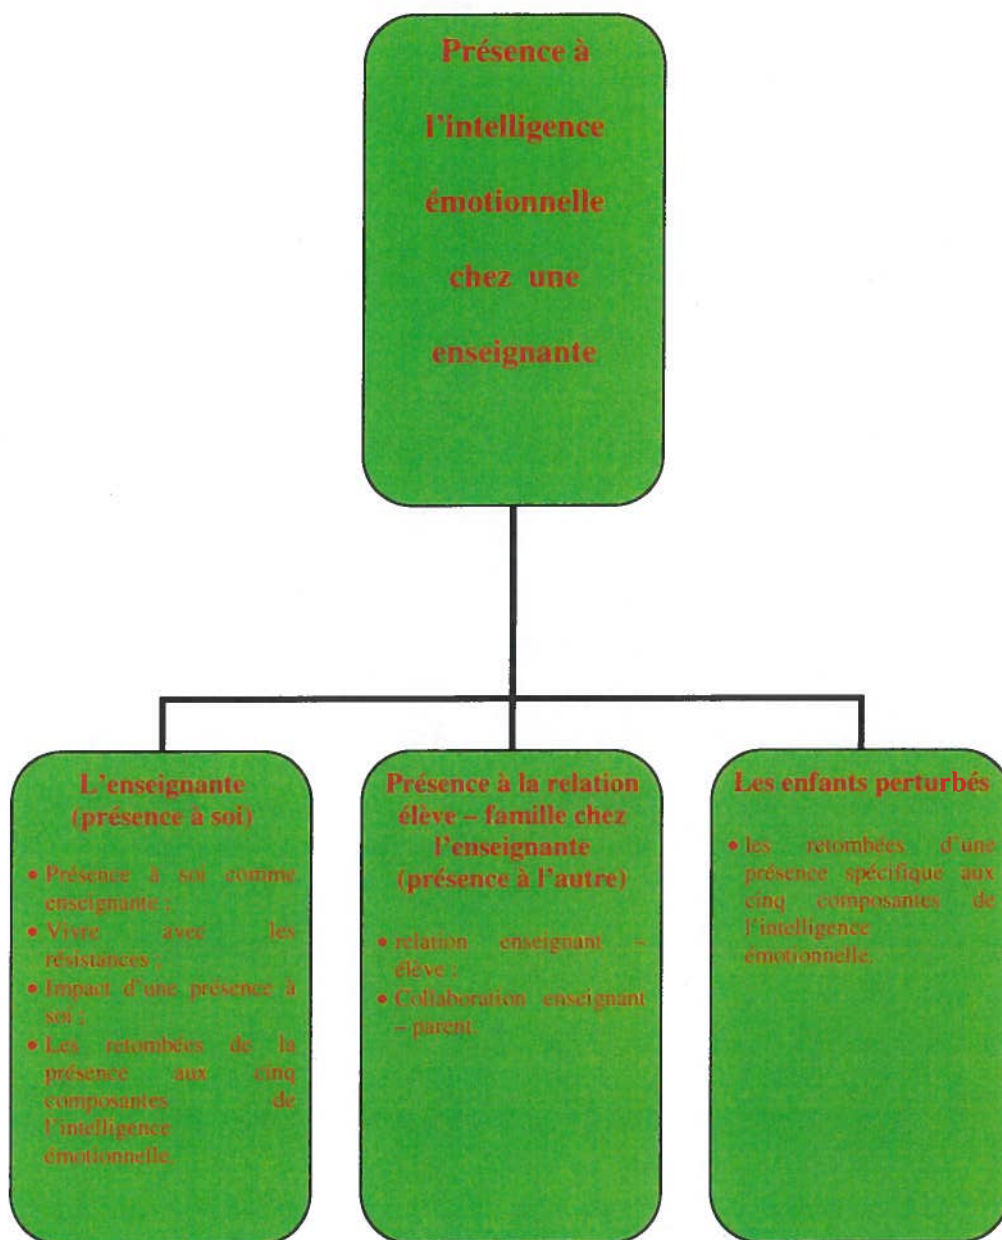 Présence à
l'intelligence
émotionnelle
chez une
enseignante
L'enseignante
(présence à soi)
• Présence à soi comme
enseignante ;
• Vivre avec les
résistances ;
• Impact d'une présence à
soi ;
• Les retombées de la
présence aux cinq
composantes de
l'intelligence
émotionnelle.
Présence à la relation
élève – famille chez
l'enseignante
(présence à l'autre)
• relation enseignant –
élève ;
• Collaboration enseignant
– parent.
Les enfants perturbés
• les retombées d'une
présence spécifique aux
cinq composantes de
l'intelligence
émotionnelle.